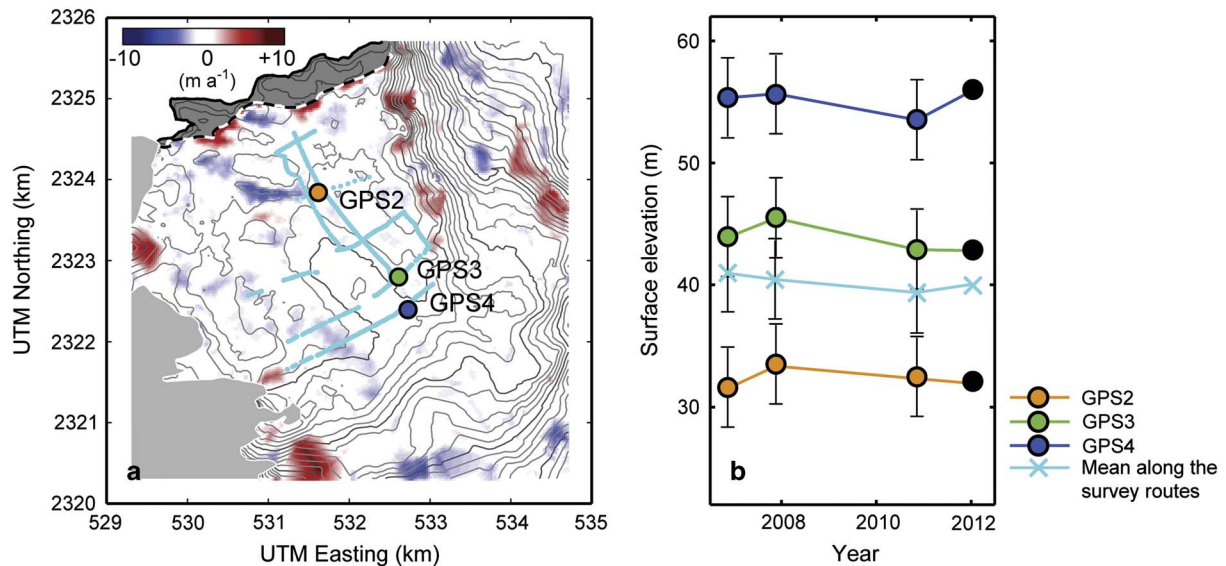 2326
2325
2324
2323
2322
2321
2320
UTM Northing (km)
-10 0 +10
(m a⁻¹)
GPS2
GPS3
GPS4
a
529 530 531 532 533 534 535
UTM Easting (km)
60
50
40
30
Surface elevation (m)
b
2008 2010 2012
Year
GPS2
GPS3
GPS4
Mean along the
survey routes